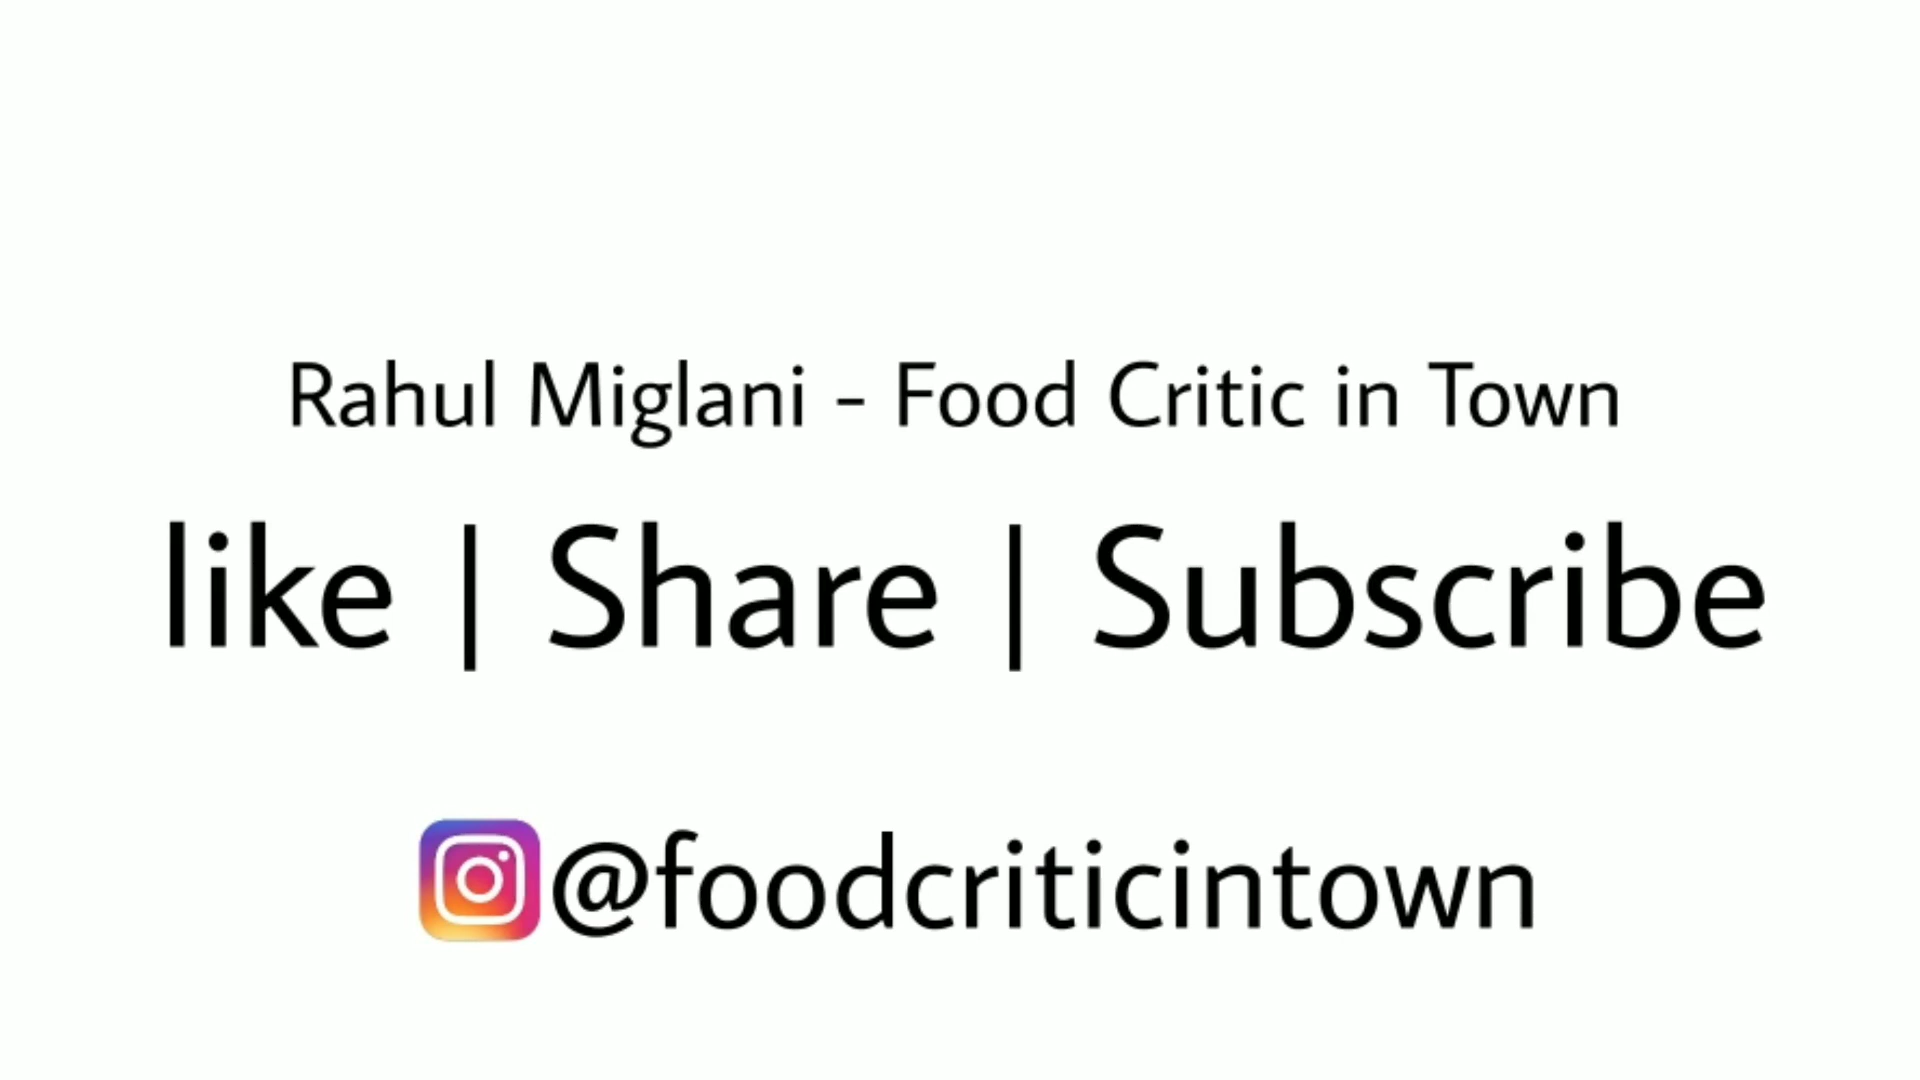 Rahul Miglani - Food Critic in Town
like | Share | Subscribe
@foodcriticintown